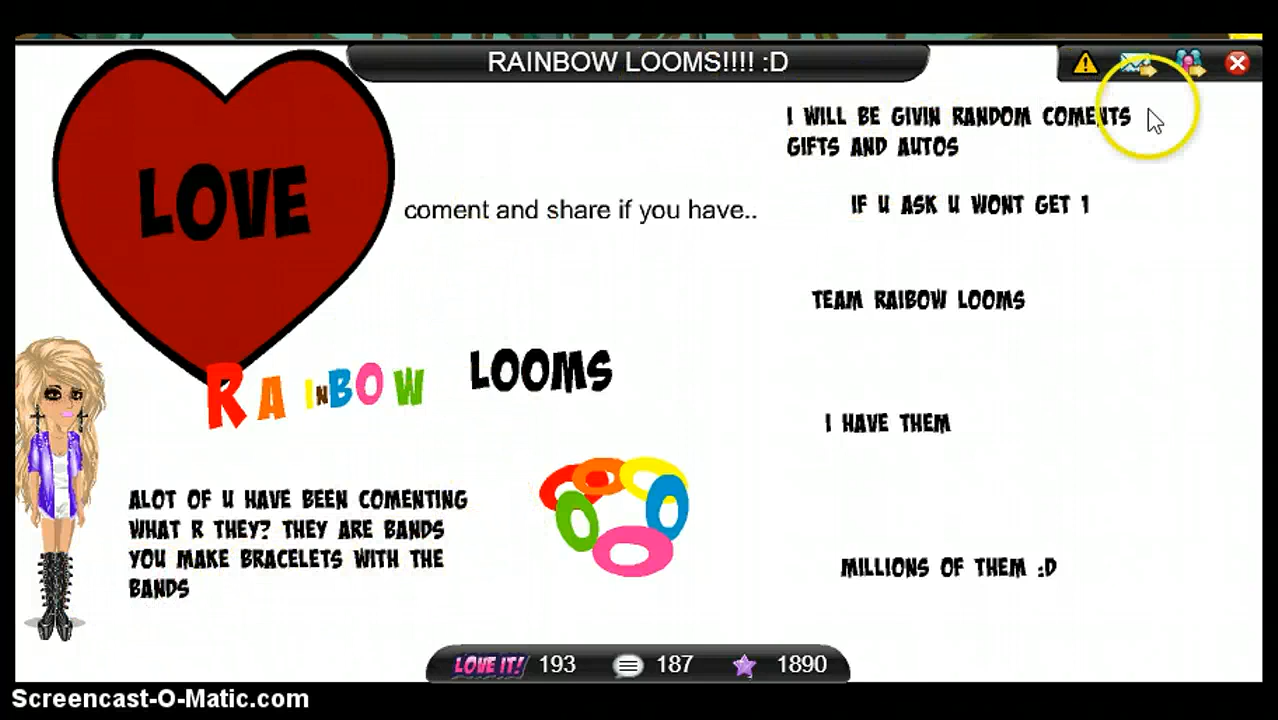 RAINBOW LOOMS!!!! :D
LOVE
coment and share if you have..
RAINBOW LOOMS
ALOT OF U HAVE BEEN COMENTING
WHAT R THEY? THEY ARE BANDS
YOU MAKE BRACELETS WITH THE
BANDS
I WILL BE GIVIN RANDOM COMENTS
GIFTS AND AUTOS
IF U ASK U WONT GET 1
TEAM RAIBOW LOOMS
I HAVE THEM
MILLIONS OF THEM :D
LOVE IT! 193 187 1890
Screencast-O-Matic.com